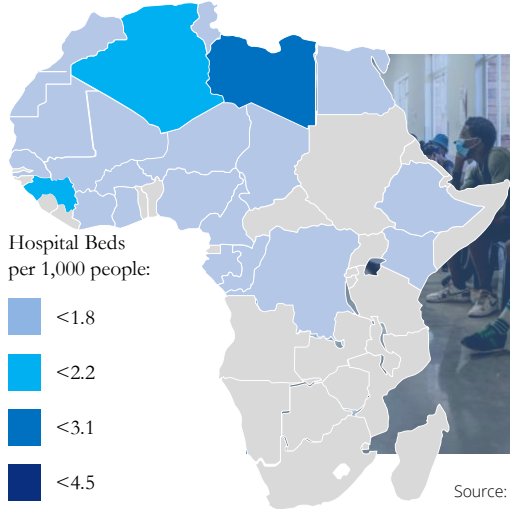 Hospital Beds
per 1,000 people:
<1.8
<2.2
<3.1
<4.5
Source: